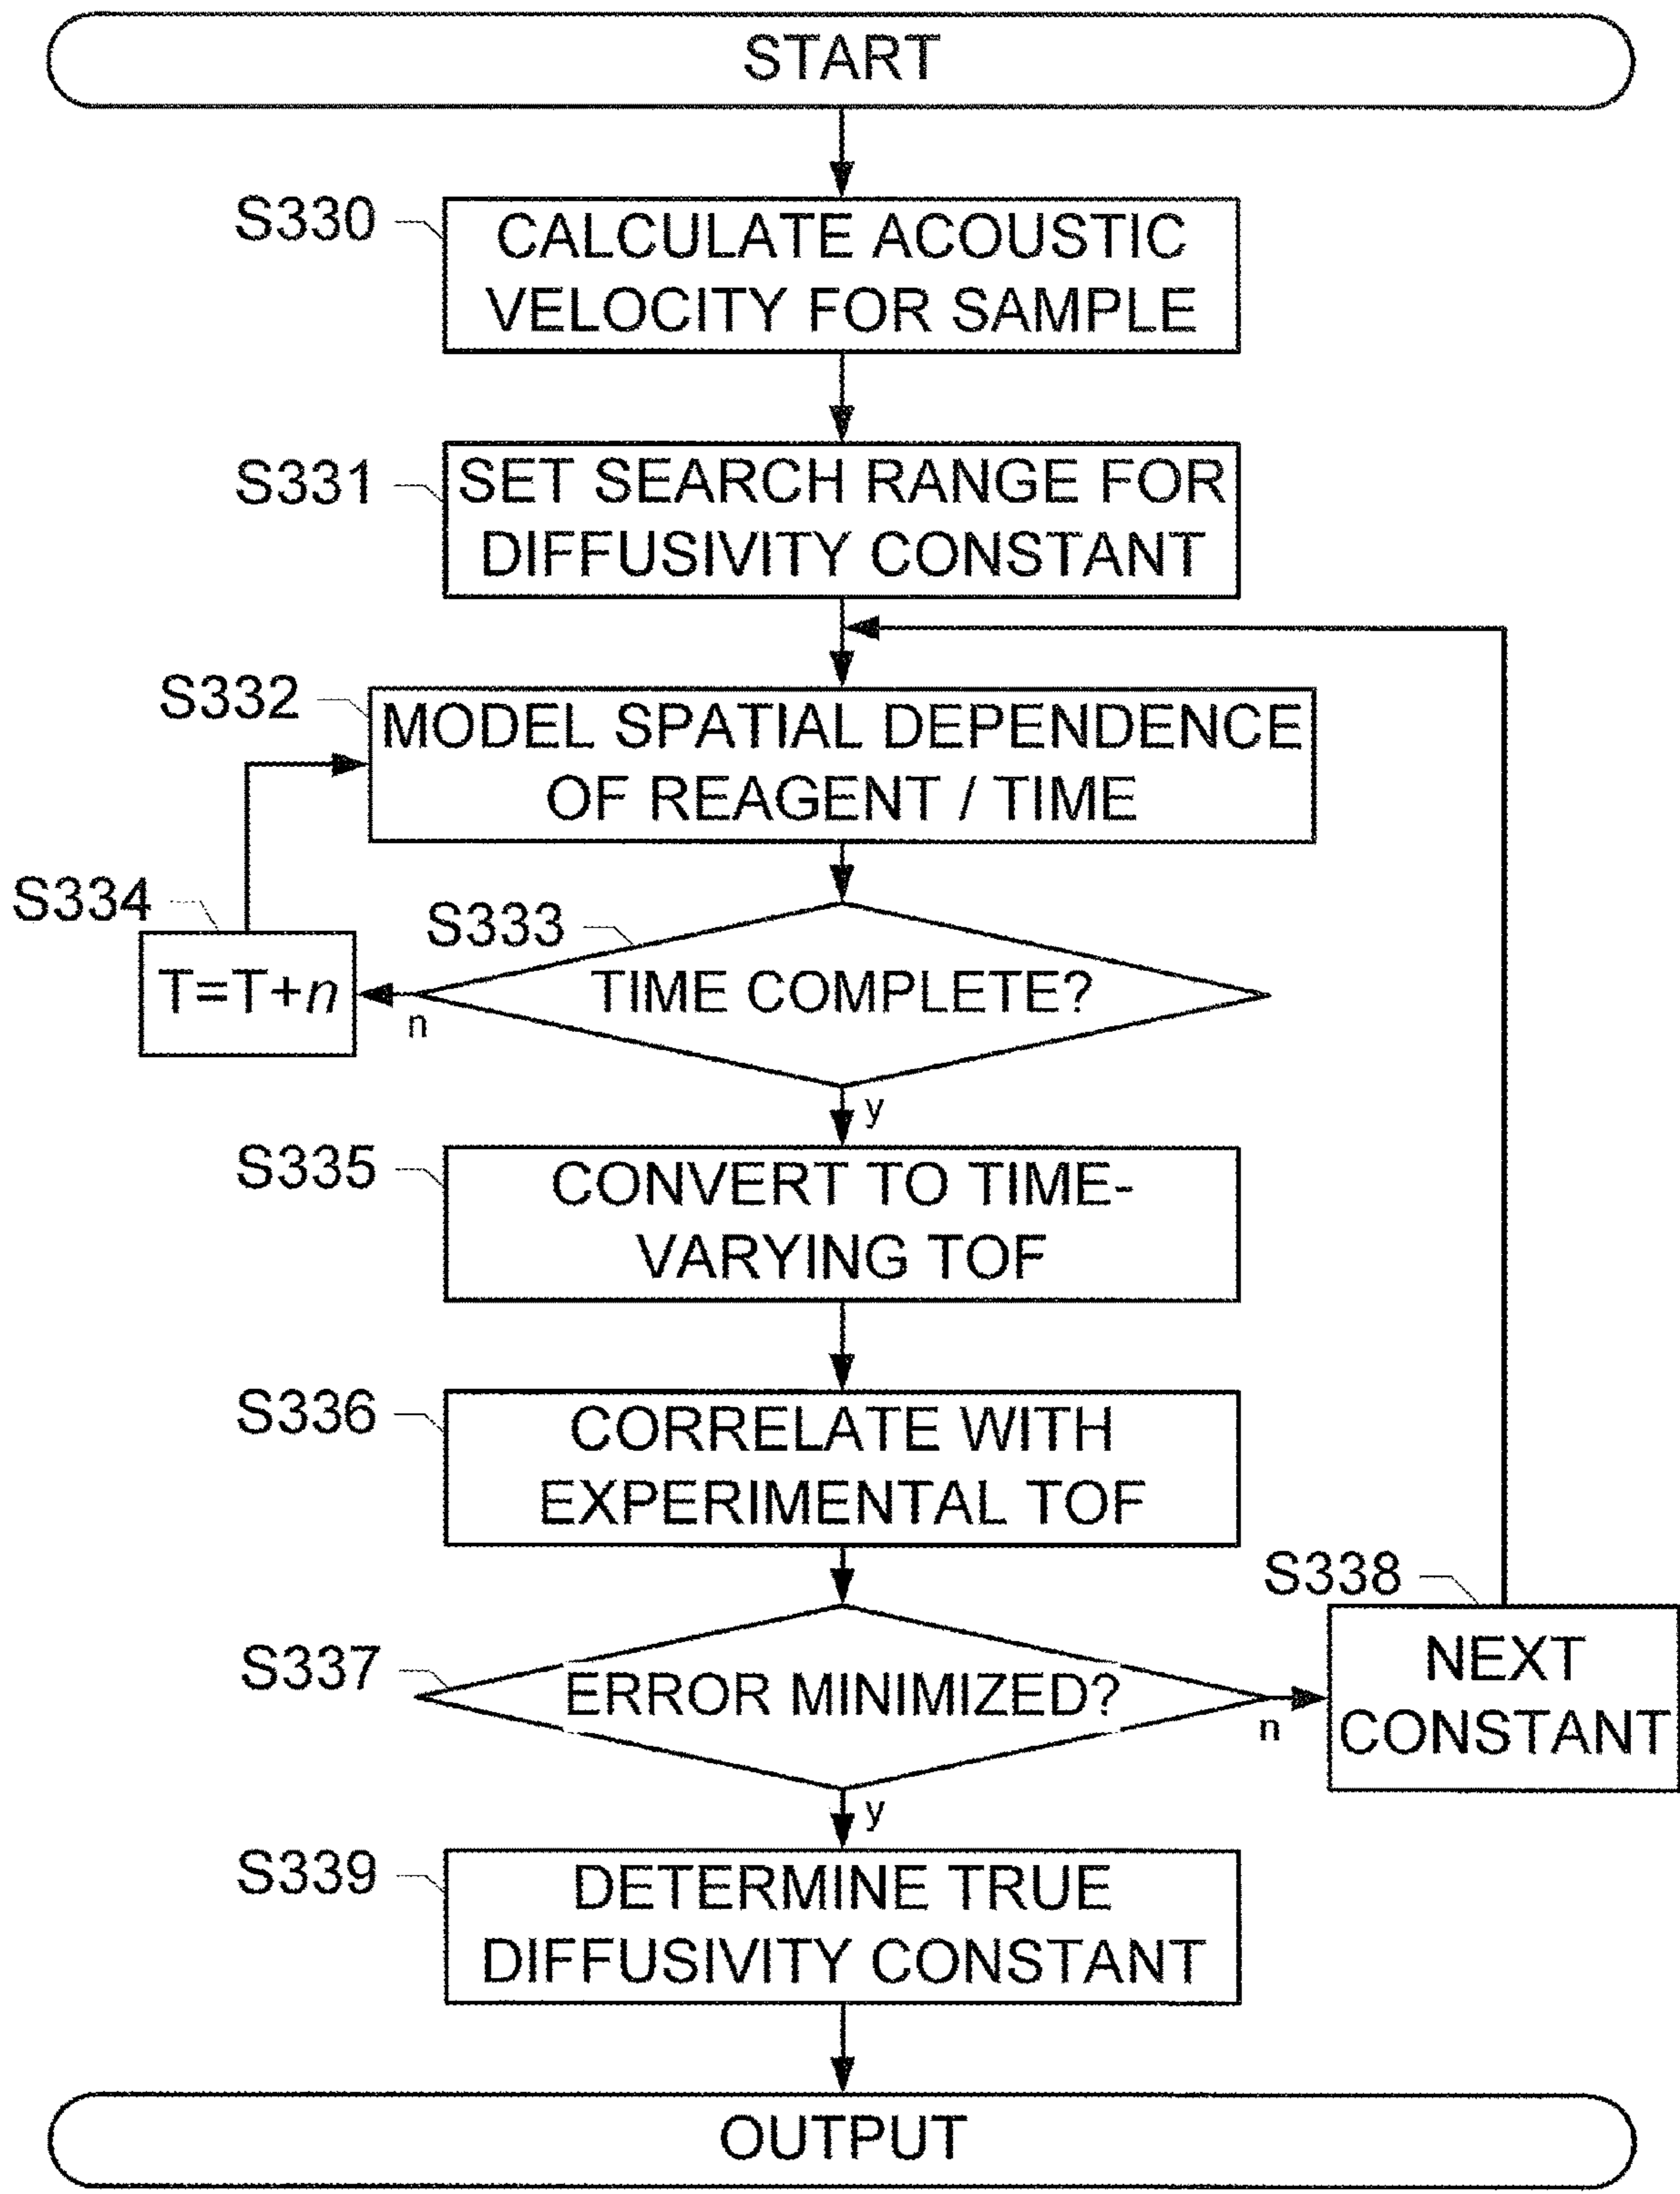 START
S330
CALCULATE ACOUSTIC
VELOCITY FOR SAMPLE
S331
SET SEARCH RANGE FOR
DIFFUSIVITY CONSTANT
S332
MODEL SPATIAL DEPENDENCE
OF REAGENT / TIME
S334
T=T+n
S333
TIME COMPLETE?
n
y
S335
CONVERT TO TIME-
VARYING TOF
S336
CORRELATE WITH
EXPERIMENTAL TOF
S337
ERROR MINIMIZED?
n
S338
NEXT
CONSTANT
y
S339
DETERMINE TRUE
DIFFUSIVITY CONSTANT
OUTPUT